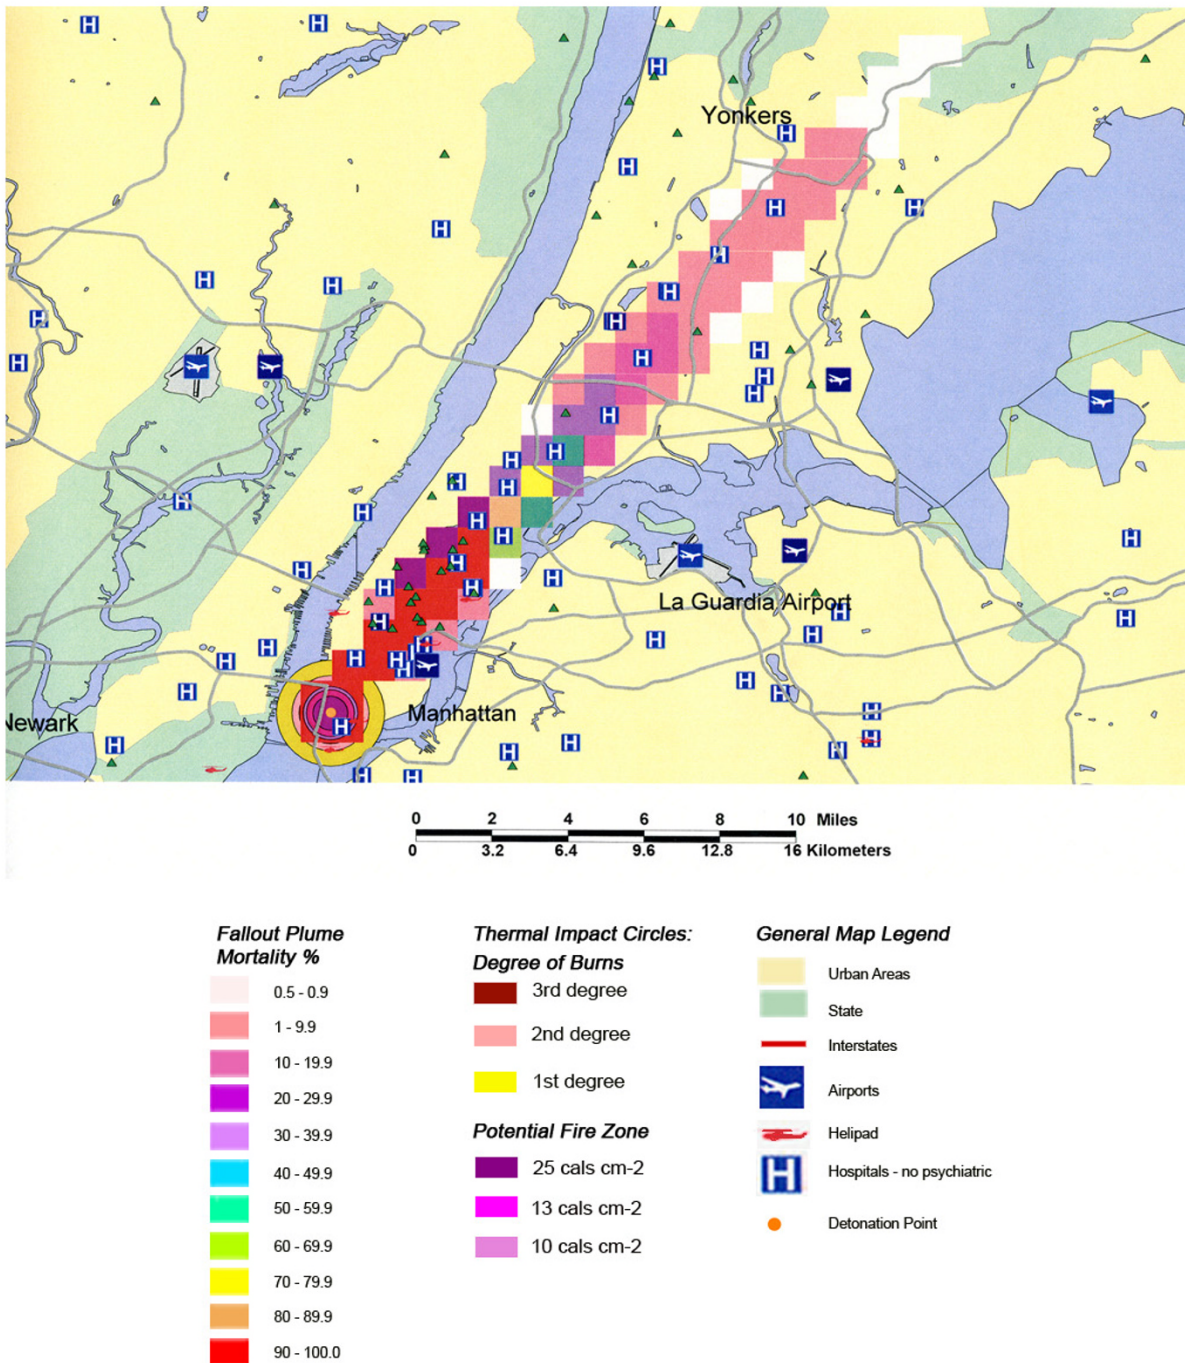 Yonkers
La Guardia Airport
Manhattan
Newark
0 2 4 6 8 10 Miles
0 3.2 6.4 9.6 12.8 16 Kilometers
Fallout Plume
Mortality %
0.5 - 0.9
1 - 9.9
10 - 19.9
20 - 29.9
30 - 39.9
40 - 49.9
50 - 59.9
60 - 69.9
70 - 79.9
80 - 89.9
90 - 100.0
Thermal Impact Circles:
Degree of Burns
3rd degree
2nd degree
1st degree
Potential Fire Zone
25 cals cm-2
13 cals cm-2
10 cals cm-2
General Map Legend
Urban Areas
State
Interstates
Airports
Helipad
H
Hospitals - no psychiatric
Detonation Point